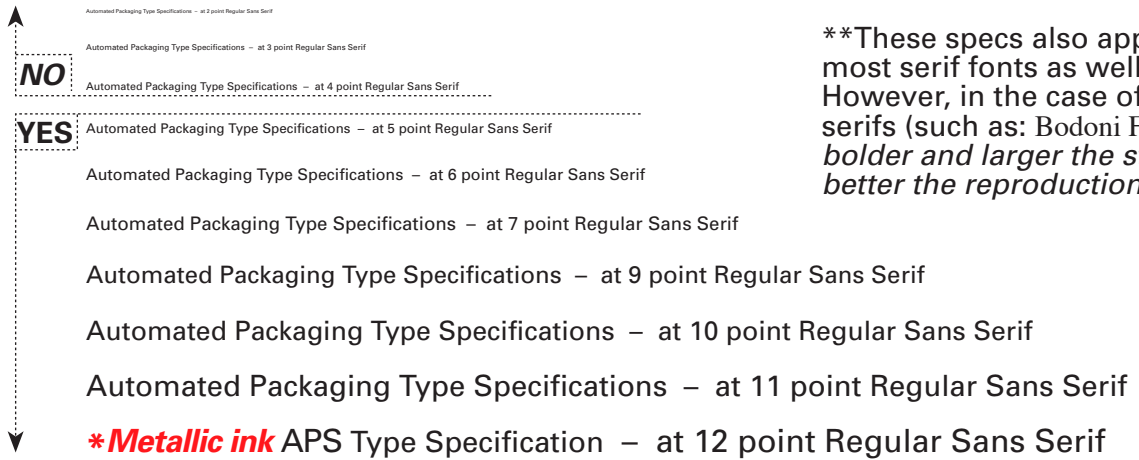 Automated Packaging Type Specifications – at 2 point Regular Sans Serif
Automated Packaging Type Specifications – at 3 point Regular Sans Serif
NO
Automated Packaging Type Specifications – at 4 point Regular Sans Serif
YES
Automated Packaging Type Specifications – at 5 point Regular Sans Serif
Automated Packaging Type Specifications – at 6 point Regular Sans Serif
Automated Packaging Type Specifications – at 7 point Regular Sans Serif
Automated Packaging Type Specifications – at 9 point Regular Sans Serif
Automated Packaging Type Specifications – at 10 point Regular Sans Serif
Automated Packaging Type Specifications – at 11 point Regular Sans Serif
*Metallic ink APS Type Specification – at 12 point Regular Sans Serif
**These specs also
most serif fonts as well
However, in the case of
serifs (such as: Bodoni
bolder and larger the
better the reproduction